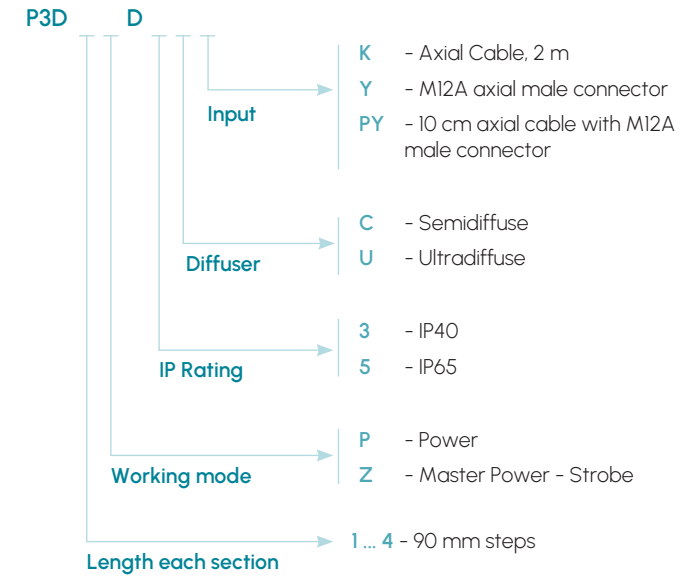 P3D D
K - Axial Cable, 2 m
Y - M12A axial male connector
Input
PY - 10 cm axial cable with M12A
male connector
C - Semidiffuse
U - Ultradiffuse
Diffuser
3 - IP40
5 - IP65
IP Rating
P - Power
Z - Master Power - Strobe
Working mode
1 ... 4 - 90 mm steps
Length each section